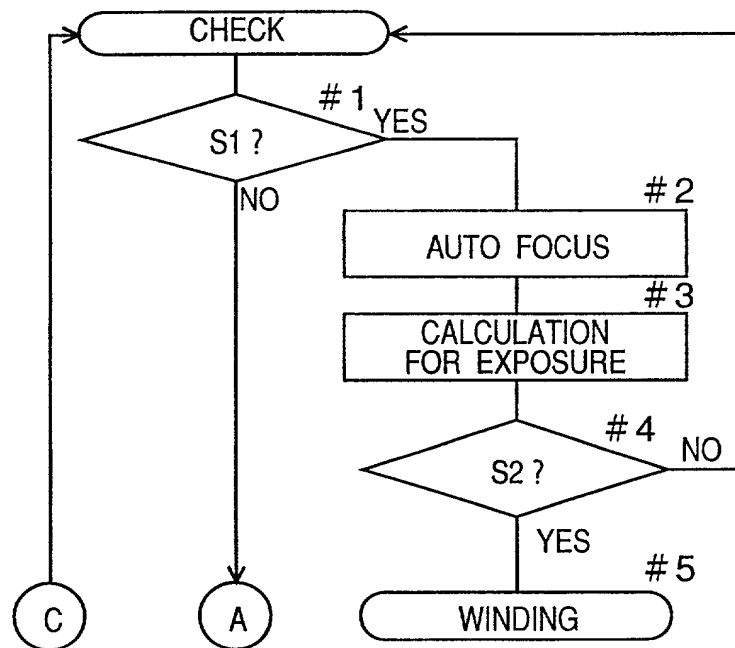 CHECK
#1
S1 ?
YES
NO
#2
AUTO FOCUS
#3
CALCULATION
FOR EXPOSURE
#4
S2 ?
NO
YES
#5
C
A
WINDING